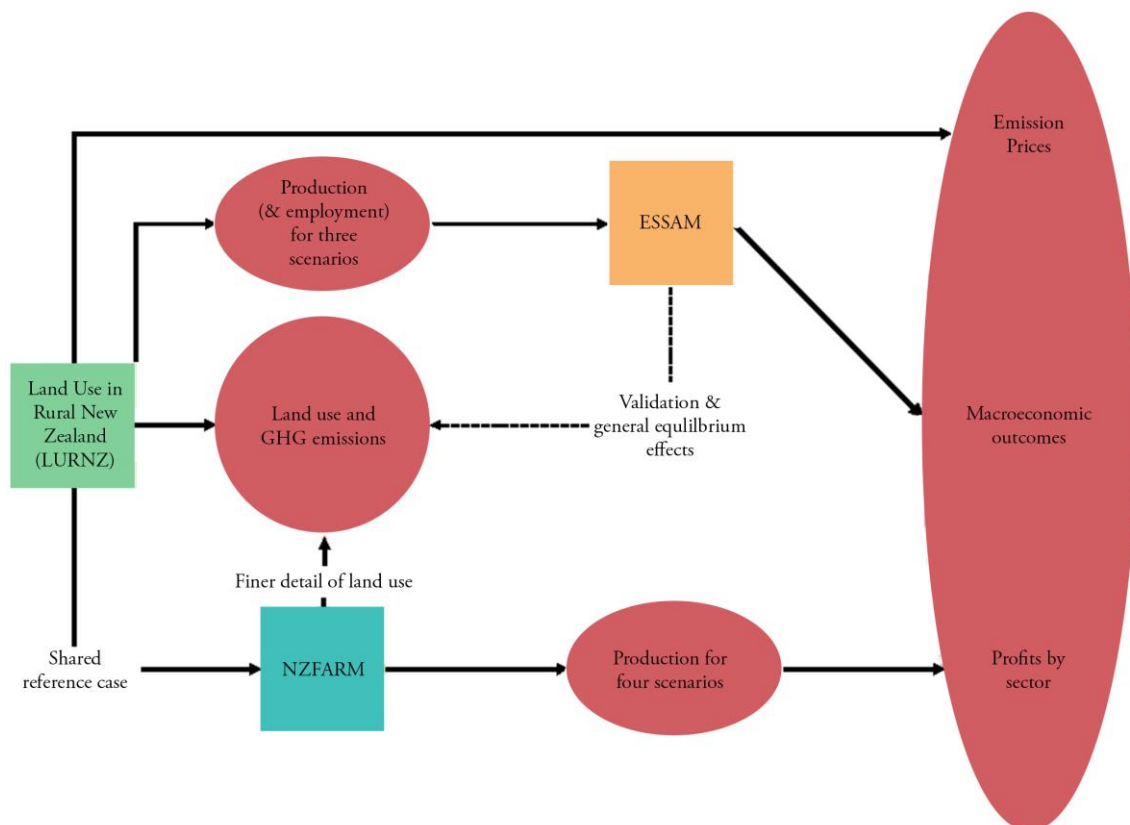 Emission
Prices
Production
(& employment)
for three
scenarios
ESSAM
Land Use in
Rural New
Zealand
(LURNZ)
Land use and
GHG emissions
Validation &
general equlilbrium
effects
Macroeconomic
outcomes
Finer detail of land use
Shared
reference case
NZFARM
Production for
four scenarios
Profits by
sector